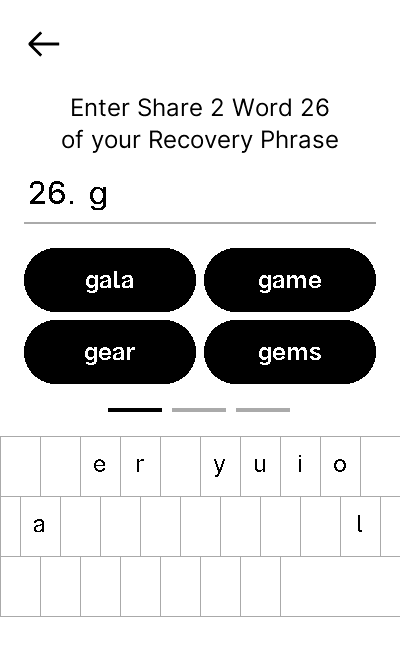 Enter Share 2 Word 26
of your Recovery Phrase
26. g
gala game
gear gems
e r y u i o
a l